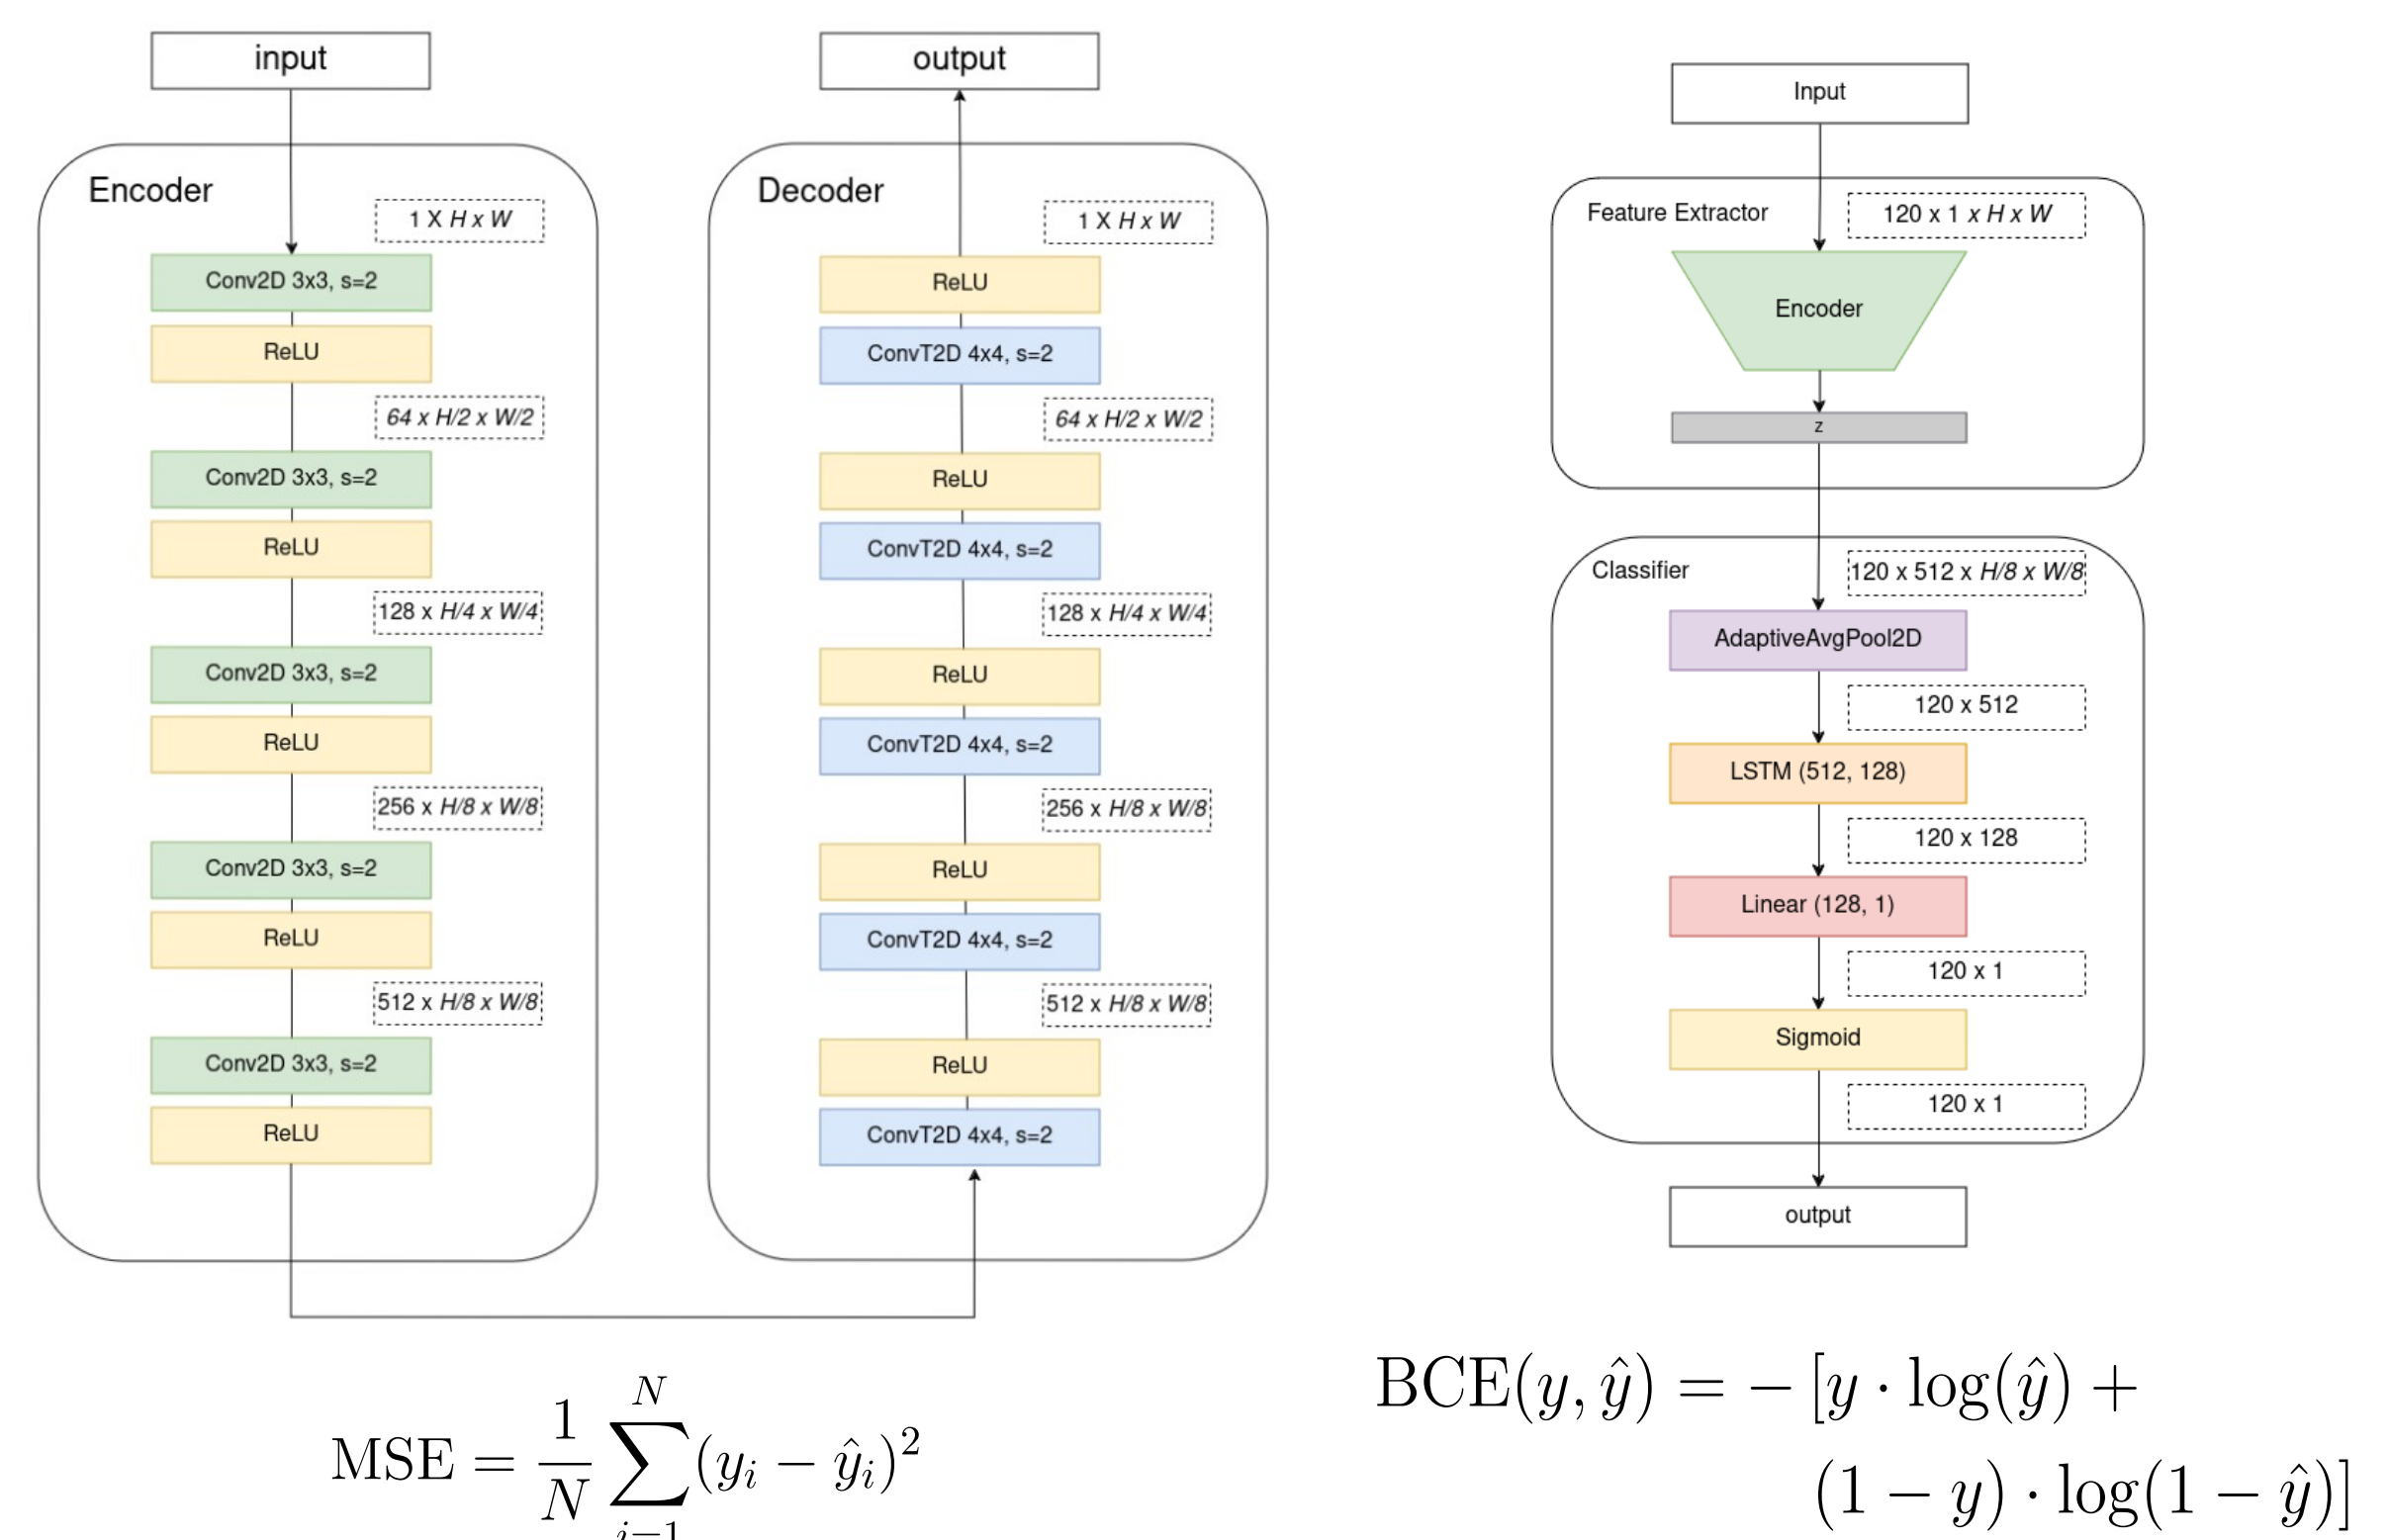 input
Encoder
1 X H x W
Conv2D 3x3, s=2
ReLU
64 x H/2 x W/2
Conv2D 3x3, s=2
ReLU
128 x H/4 x W/4
Conv2D 3x3, s=2
ReLU
256 x H/8 x W/8
Conv2D 3x3, s=2
ReLU
512 x H/8 x W/8
Conv2D 3x3, s=2
ReLU
output
Decoder
1 X H x W
ReLU
ConvT2D 4x4, s=2
64 x H/2 x W/2
ReLU
ConvT2D 4x4, s=2
128 x H/4 x W/4
ReLU
ConvT2D 4x4, s=2
256 x H/8 x W/8
ReLU
ConvT2D 4x4, s=2
512 x H/8 x W/8
ReLU
ConvT2D 4x4, s=2
Input
Feature Extractor
120 x 1 x H x W
Encoder
z
Classifier
120 x 512 x H/8 x W/8
AdaptiveAvgPool2D
120 x 512
LSTM (512, 128)
120 x 128
Linear (128, 1)
120 x 1
Sigmoid
120 x 1
output
MSE = \frac{1}{N} \sum_{i=1}^{N} (y_i − ŷ_i)^2
BCE(y, ŷ) = − [y · log(ŷ) +
(1 − y) · log(1 − ŷ)]